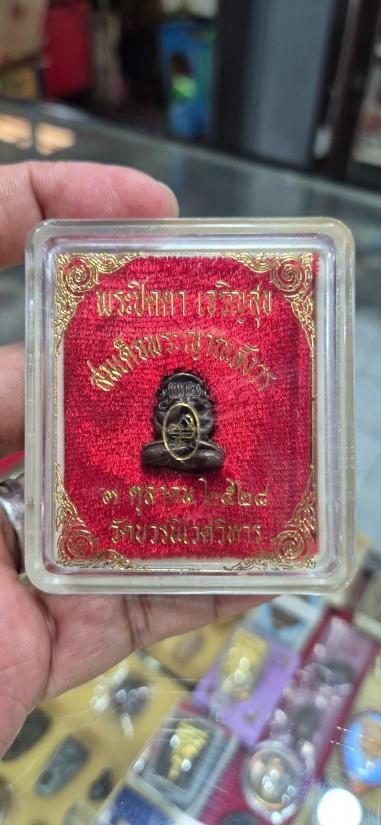 พระปิดตา เจริญสุข
สมเด็จพระญาณสังวร
๓ ตุลาคม ๒๕๒๘
วัดบวรนิเวศวิหาร